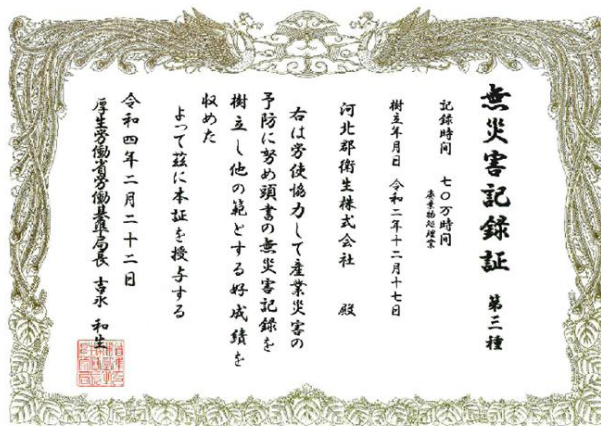 無災害記録証 第三種
記録時間 七〇万時間
廃棄物処理業
樹立年月日 令和二年十二月十七日
河北郡衛生株式会社 殿
右は労使協力して産業災害の
予防に努め頭書の無災害記録を
樹立し他の範とする好成績を
収めた
よって茲に本証を授与する
令和四年二月二十二日
厚生労働省労働基準局長 吉永 和生